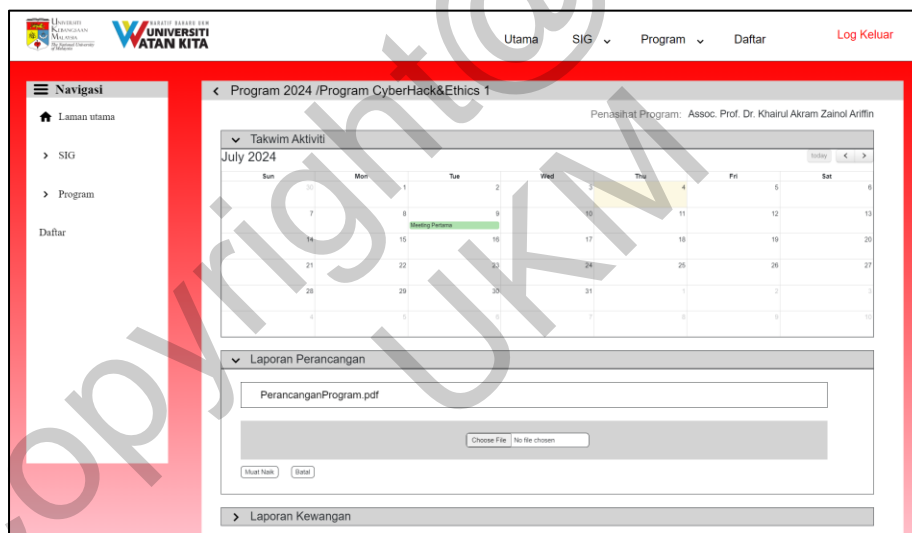 UNIVERSITI
KEBANGSAAN
MALAYSIA
The National University
of Malaysia
NARATIF BAHARU UKM
UNIVERSITI
WATAN KITA
Utama SIG Program Daftar Log Keluar
Navigasi
Laman utama
SIG
Program
Daftar
Program 2024 /Program CyberHack&Ethics 1
Penasihat Program: Assoc. Prof. Dr. Khairul Akram Zainol Ariffin
Takwim Aktiviti
July 2024
today
Sun Mon Tue Wed Thu Fri Sat
30 1 2 3 4 5 6
7 8 9 10 11 12 13
Meeting Pertama
14 15 16 17 18 19 20
21 22 23 24 25 26 27
28 29 30 31 1 2 3
4 5 6 7 8 9 10
Laporan Perancangan
PerancanganProgram.pdf
Choose File No file chosen
Muat Naik Batal
Laporan Kewangan
Copyright@
UKM